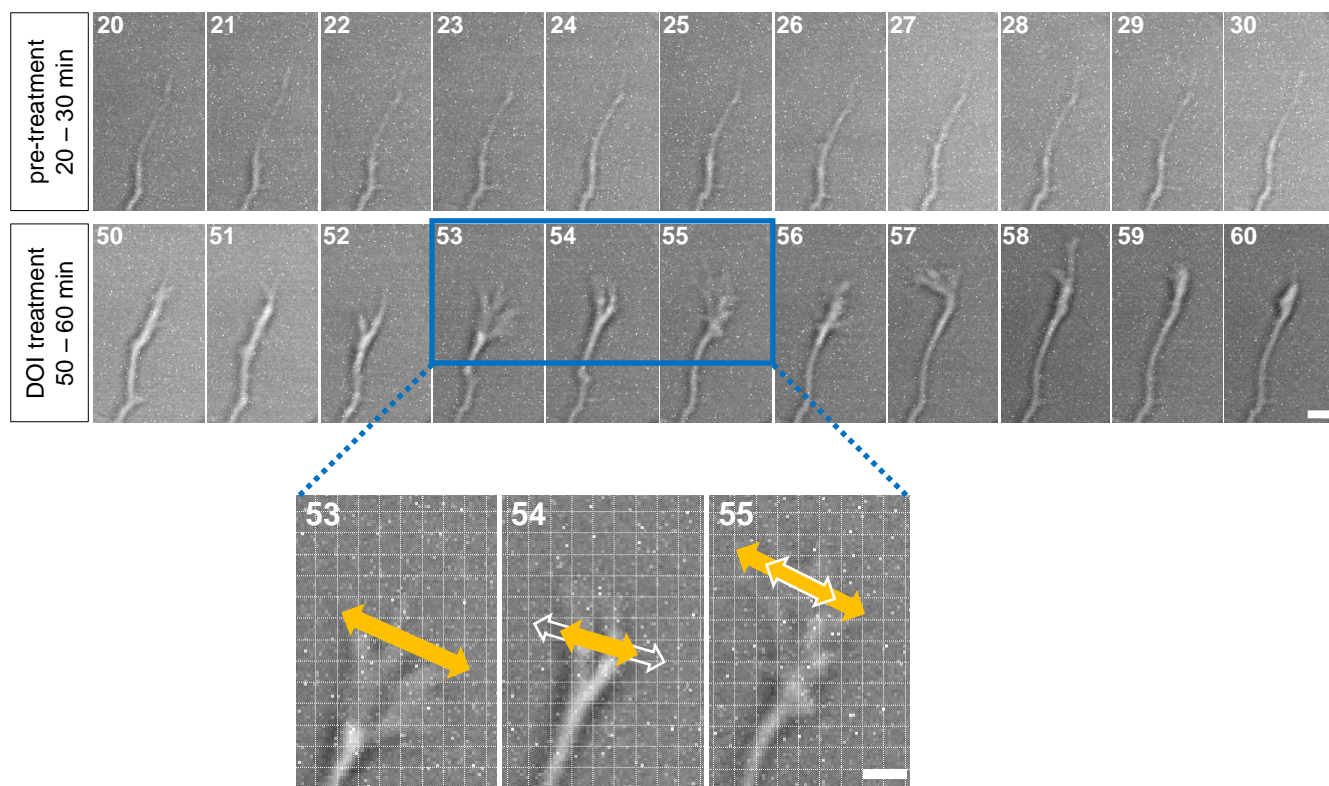 pre-treatment
20 – 30 min
20 21 22 23 24 25 26 27 28 29 30
DOI treatment
50 – 60 min
50 51 52 53 54 55 56 57 58 59 60
53 54 55